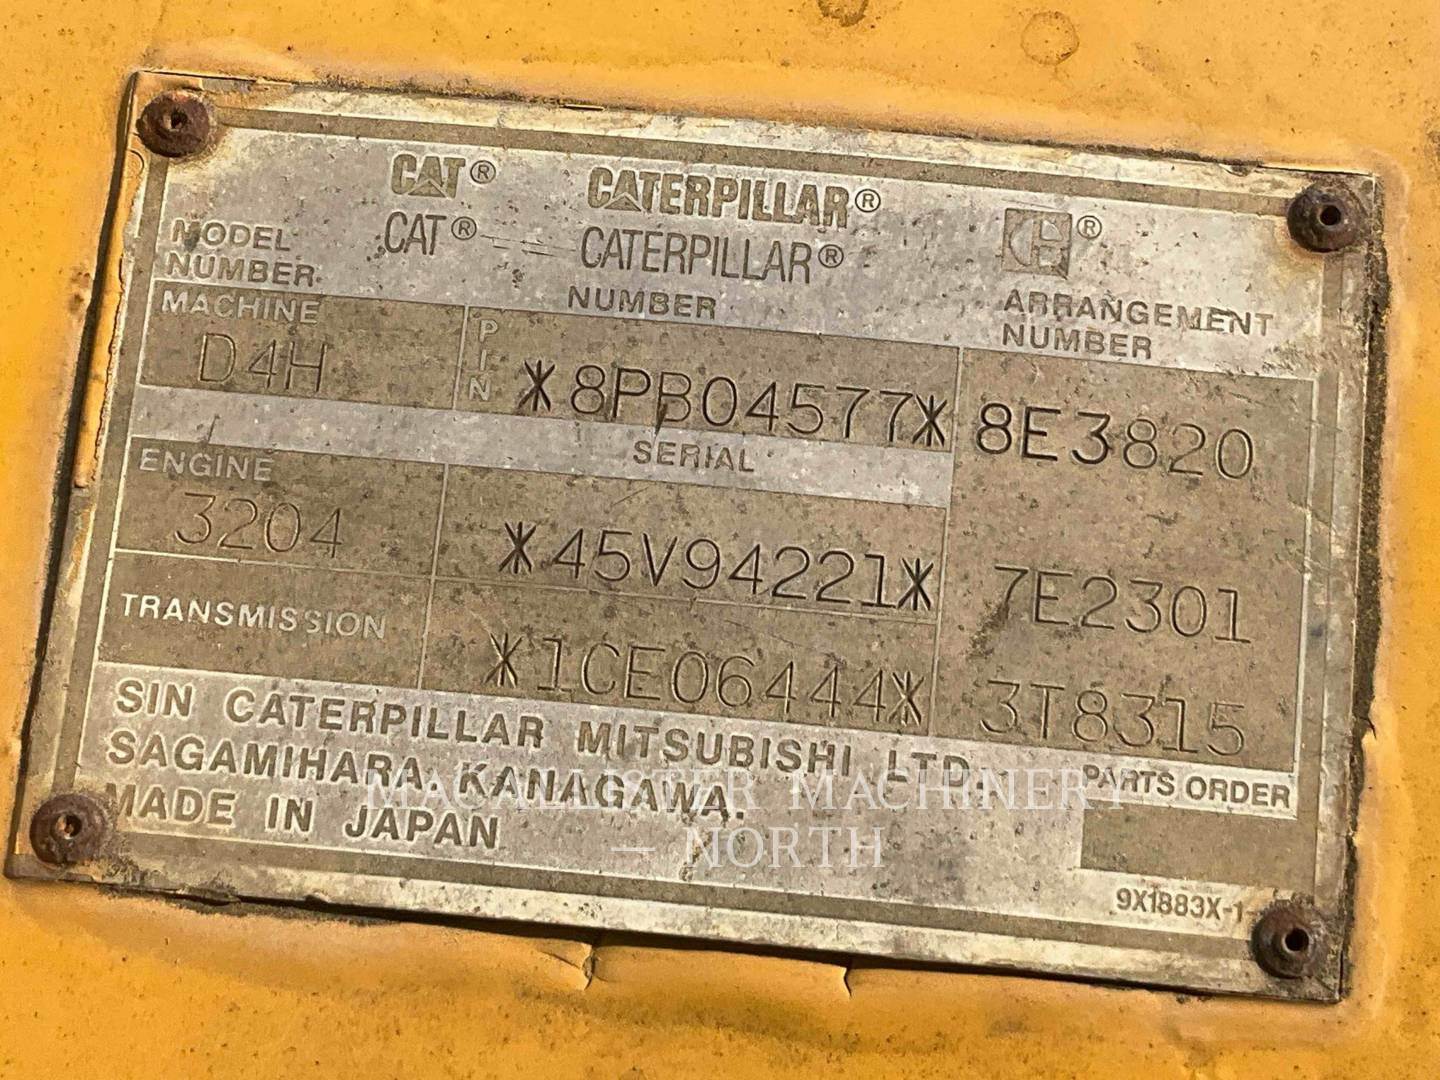 CAT® CATERPILLAR® ®
MODEL CAT® CATERPILLAR®
NUMBER NUMBER ARRANGEMENT NUMBER
MACHINE PIN
D4H *8PB04577* 8E3820
SERIAL
ENGINE
3204 *45V94221* 7E2301
TRANSMISSION *1CE06444* 3T8315
SIN CATERPILLAR MITSUBISHI LTD.
SAGAMIHARA. KANAGAWA. PARTS ORDER
MADE IN JAPAN
9X1883X-1
MACALLISTER MACHINERY
— NORTH